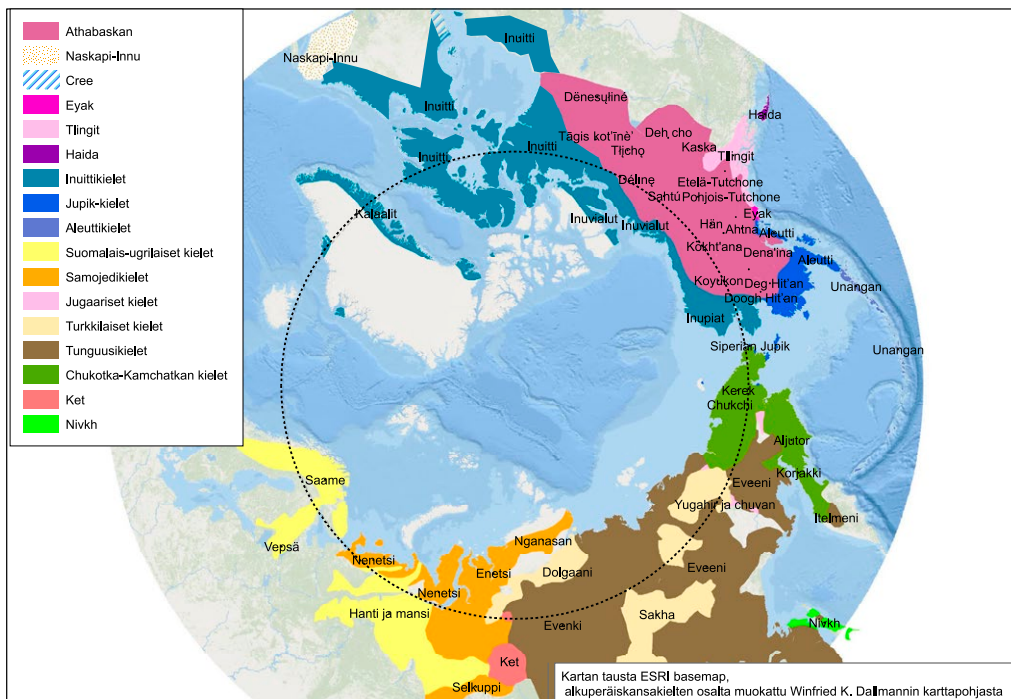 Athabaskan
Naskapi-Innu
Cree
Eyak
Tlingit
Haida
Inuittikielet
Jupik-kielet
Aleuttikielet
Suomalais-ugrilaiset kielet
Samojedikielet
Jugaariset kielet
Turkkilaiset kielet
Tunguusikielet
Chukotka-Kamchatkan kielet
Ket
Nivkh
Inuitti
Naskapi-Innu
Inuitti
Dënesųłiné
Haida
Tāgis kot’īnè’
Deh cho
Inuitti
Kaska
Tłįchǫ
Inuitti
Tlingit
Délįnę
Etelä-Tutchone
Sahtú
Pohjois-Tutchone
Kalaalit
Inuvialut
Inuvialut
Eyak
Hän
Ahtna
Aleutti
Kǫkht’ana
Dena’ina
Aleutti
Koyukon
Deg Hit’an
Unangan
Doogh Hit’an
Inupiat
Siperian Jupik
Unangan
Kerek
Chukchi
Aljutor
Korjakki
Saame
Eveeni
Yugahir ja chuvan
Itelmeni
Vepsä
Nganasan
Nenetsi
Enetsi
Dolgaani
Eveeni
Nenetsi
Hanti ja mansi
Sakha
Evenki
Nivkh
Ket
Selkuppi
Kartan tausta ESRI basemap,
alkuperäiskansakielten osalta muokattu Winfried K. Dallmannin karttapohjasta